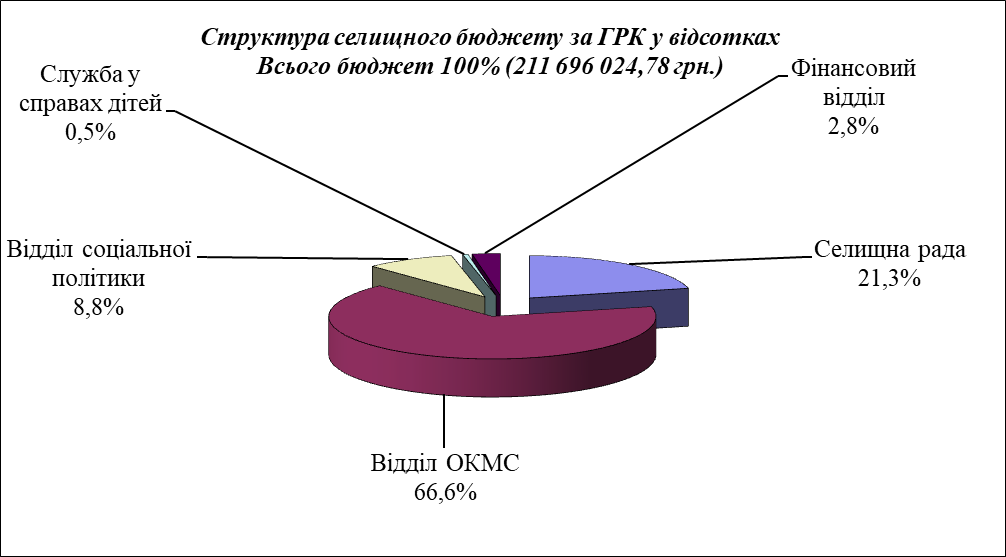 Структура селищного бюджету за ГРК у відсотках
Всього бюджет 100% (211 696 024,78 грн.)
Служба у
справах дітей
0,5%
Фінансовий
відділ
2,8%
Відділ соціальної
політики
8,8%
Селищна рада
21,3%
Відділ ОКМС
66,6%